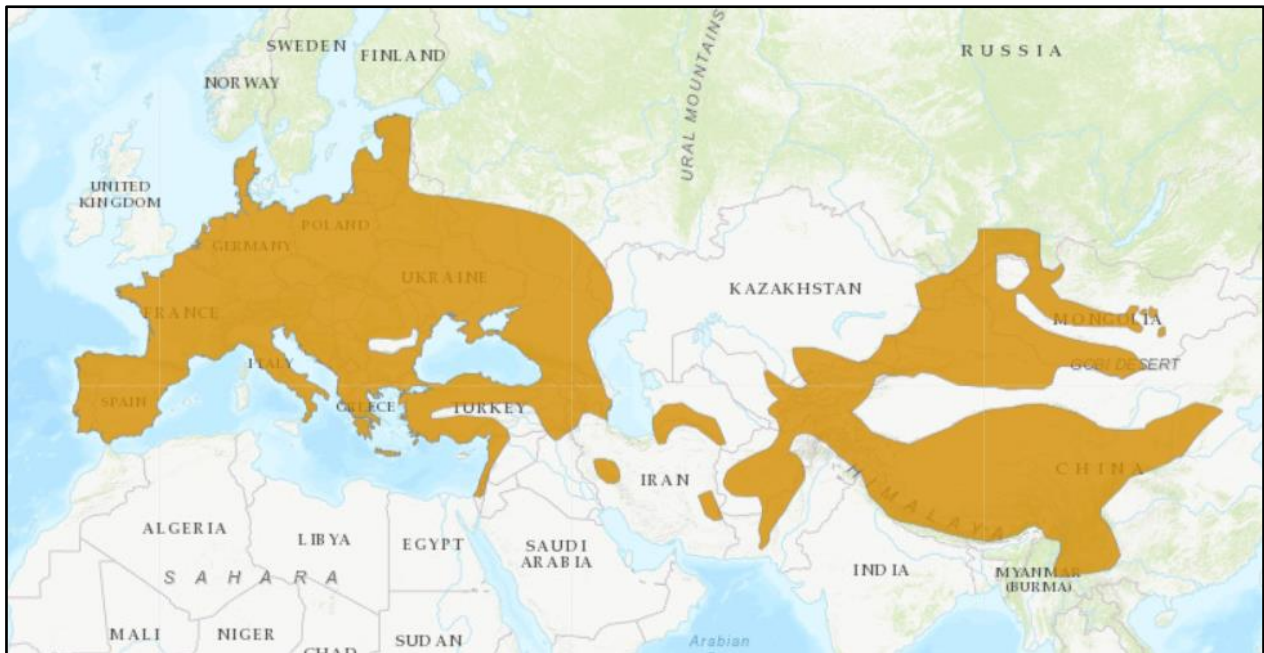 SWEDEN
FINLAND
NORWAY
RUSSIA
URAL MOUNTAINS
UNITED
KINGDOM
POLAND
GERMANY
UKRAINE
KAZAKHSTAN
FRANCE
MONGOLIA
ITALY
GOBI DESERT
SPAIN
GREECE
TURKEY
CHINA
IRAN
HIMALAYA
ALGERIA
LIBYA
EGYPT
SAUDI
ARABIA
INDIA
MYANMAR
(BURMA)
SAHARA
MALI
NIGER
CHAD
SUDAN
Arabian